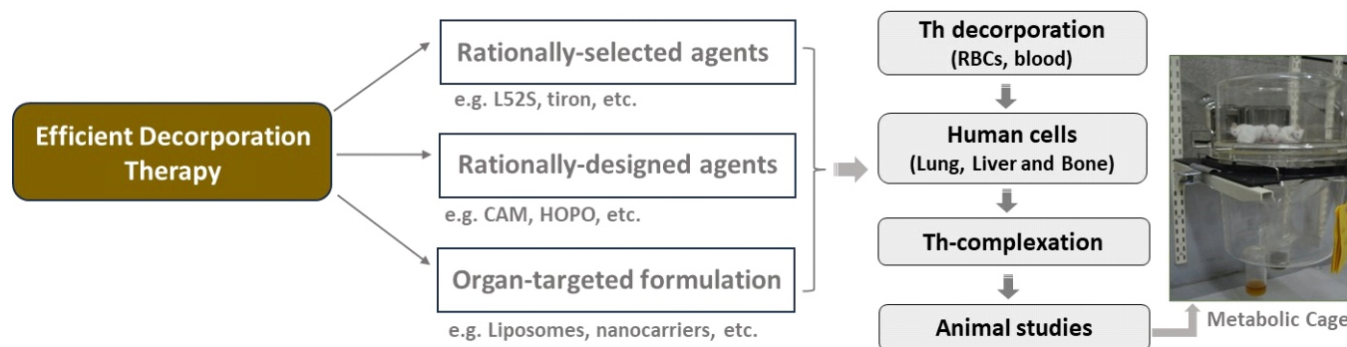 Efficient Decorporation
Therapy
Rationally-selected agents
e.g. L52S, tiron, etc.
Rationally-designed agents
e.g. CAM, HOPO, etc.
Organ-targeted formulation
e.g. Liposomes, nanocarriers, etc.
Th decorporation
(RBCs, blood)
Human cells
(Lung, Liver and Bone)
Th-complexation
Animal studies
Metabolic Cage